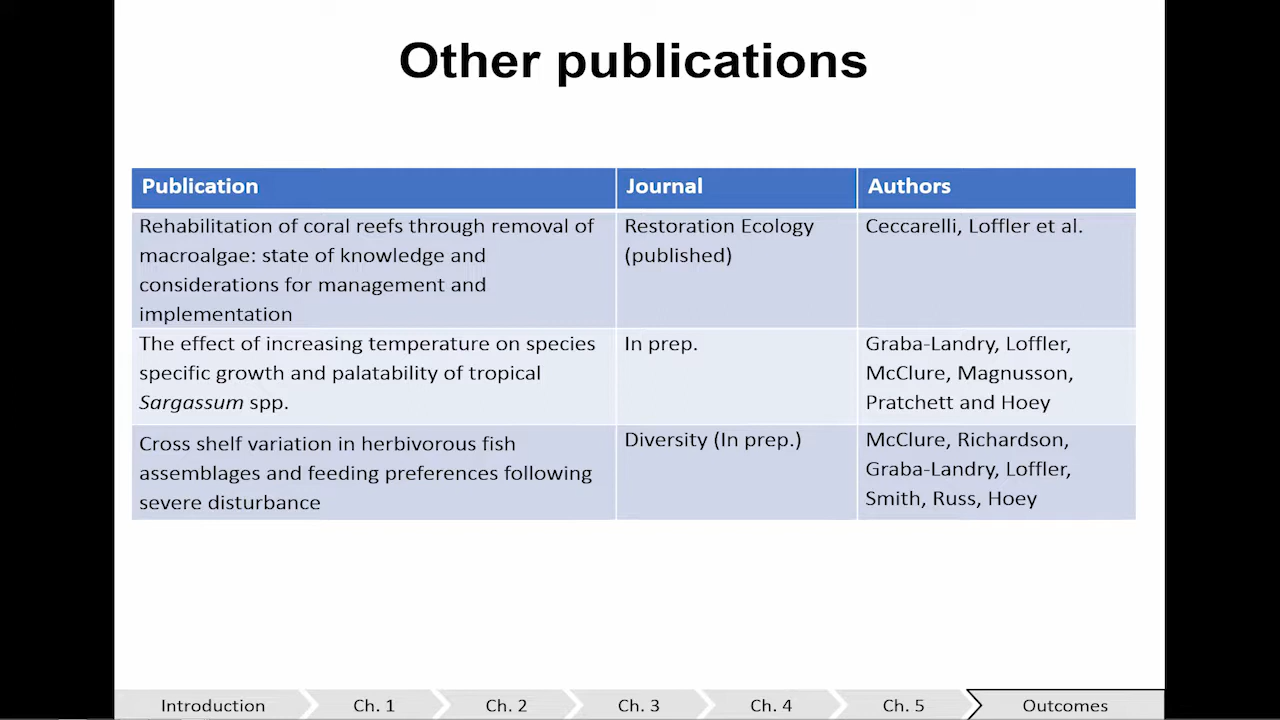 Other publications
Publication
Journal
Authors
Rehabilitation of coral reefs through removal of
macroalgae: state of knowledge and
considerations for management and
implementation
Restoration Ecology
(published)
Ceccarelli, Loffler et al.
The effect of increasing temperature on species
specific growth and palatability of tropical
Sargassum spp.
In prep.
Graba-Landry, Loffler,
McClure, Magnusson,
Pratchett and Hoey
Cross shelf variation in herbivorous fish
assemblages and feeding preferences following
severe disturbance
Diversity (In prep.)
McClure, Richardson,
Graba-Landry, Loffler,
Smith, Russ, Hoey
Introduction
Ch. 1
Ch. 2
Ch. 3
Ch. 4
Ch. 5
Outcomes